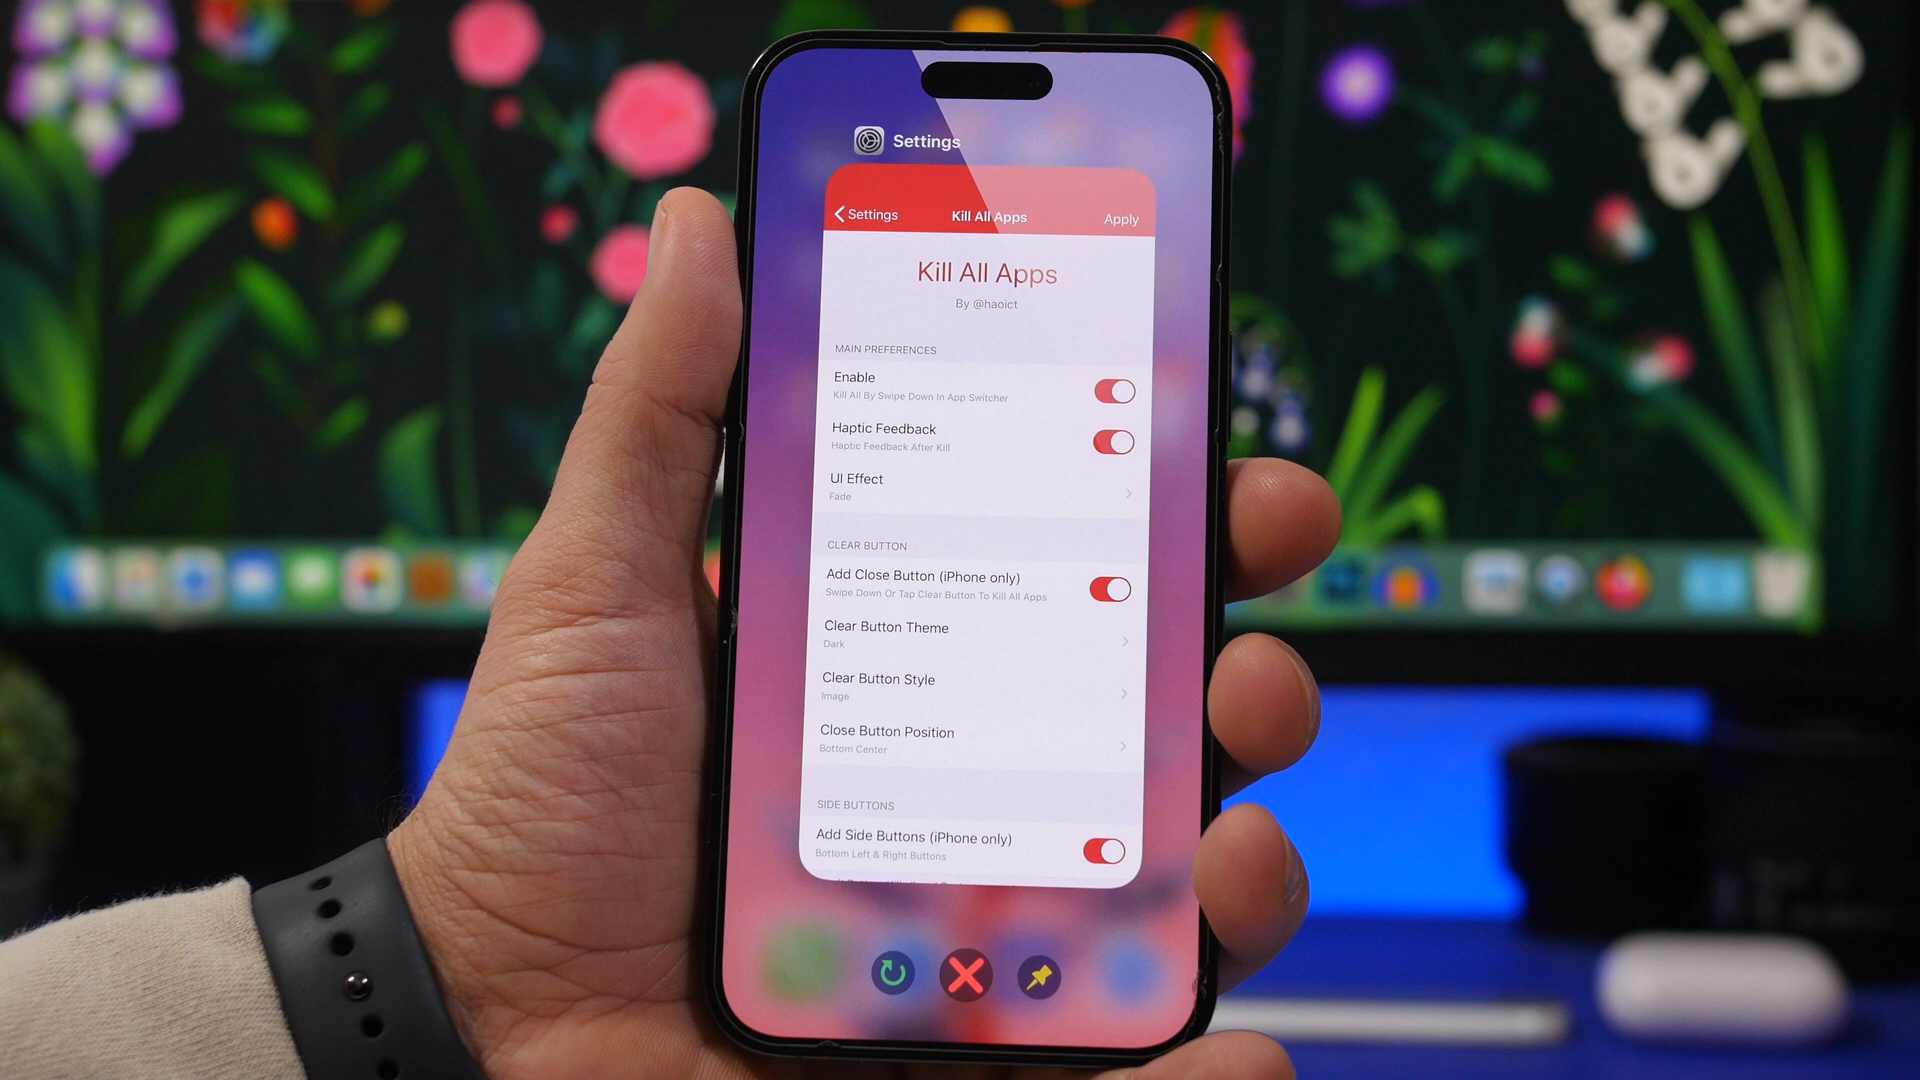 Settings
Settings Kill All Apps Apply
Kill All Apps
By @haoict
MAIN PREFERENCES
Enable
Kill All By Swipe Down In App Switcher
Haptic Feedback
Haptic Feedback After Kill
UI Effect
Fade
CLEAR BUTTON
Add Close Button (iPhone only)
Swipe Down Or Tap Clear Button To Kill All Apps
Clear Button Theme
Dark
Clear Button Style
Image
Close Button Position
Bottom Center
SIDE BUTTONS
Add Side Buttons (iPhone only)
Bottom Left & Right Buttons